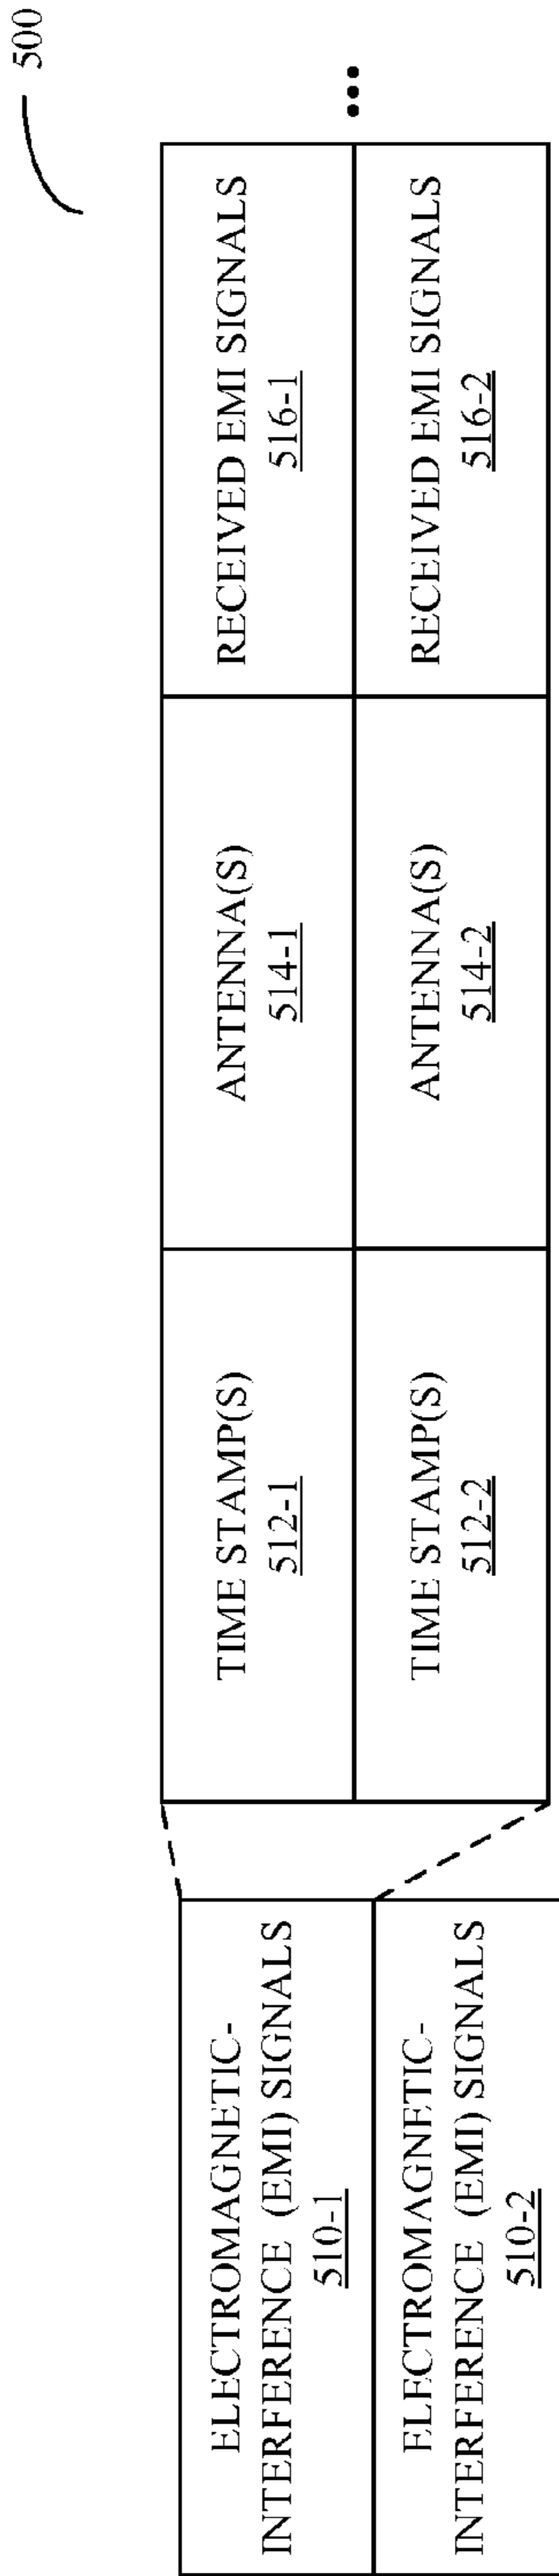 500
ELECTROMAGNETIC-
INTERFERENCE (EMI) SIGNALS
510-1
ELECTROMAGNETIC-
INTERFERENCE (EMI) SIGNALS
510-2
TIME STAMP(S)
512-1
ANTENNA(S)
514-1
RECEIVED EMI SIGNALS
516-1
TIME STAMP(S)
512-2
ANTENNA(S)
514-2
RECEIVED EMI SIGNALS
516-2